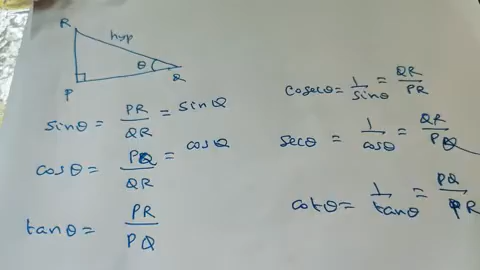 R
hyp
θ
P
Q
sinθ = PR/QR = sinQ
cosθ = PQ/QR = cosQ
tanθ = PR/PQ
cosecθ = 1/sinθ = QR/PR
secθ = 1/cosθ = QR/PQ
cotθ = 1/tanθ = PQ/PR